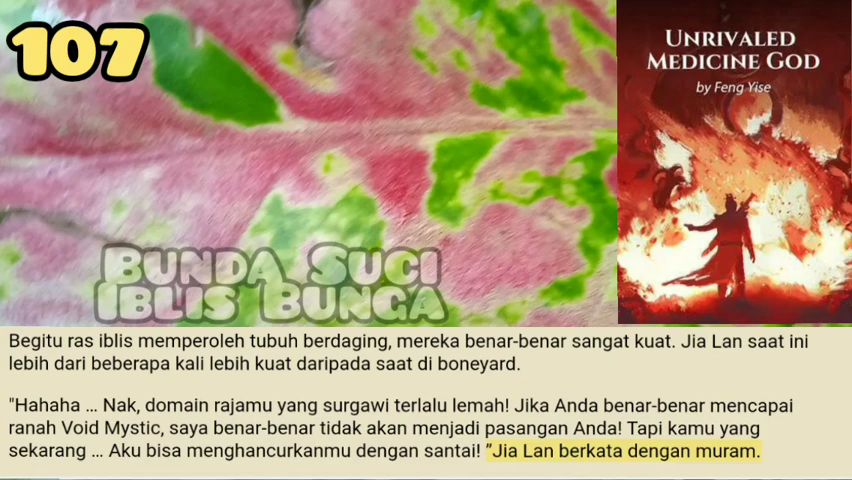 107
UNRIVALED
MEDICINE GOD
by Feng Yise
BUNDA SUCI
IBLIS BUNGA
Begitu ras iblis memperoleh tubuh berdaging, mereka benar-benar sangat kuat. Jia Lan saat ini
lebih dari beberapa kali lebih kuat daripada saat di boneyard.
"Hahaha ... Nak, domain rajamu yang surgawi terlalu lemah! Jika Anda benar-benar mencapai
ranah Void Mystic, saya benar-benar tidak akan menjadi pasangan Anda! Tapi kamu yang
sekarang ... Aku bisa menghancurkanmu dengan santai! ”Jia Lan berkata dengan muram.